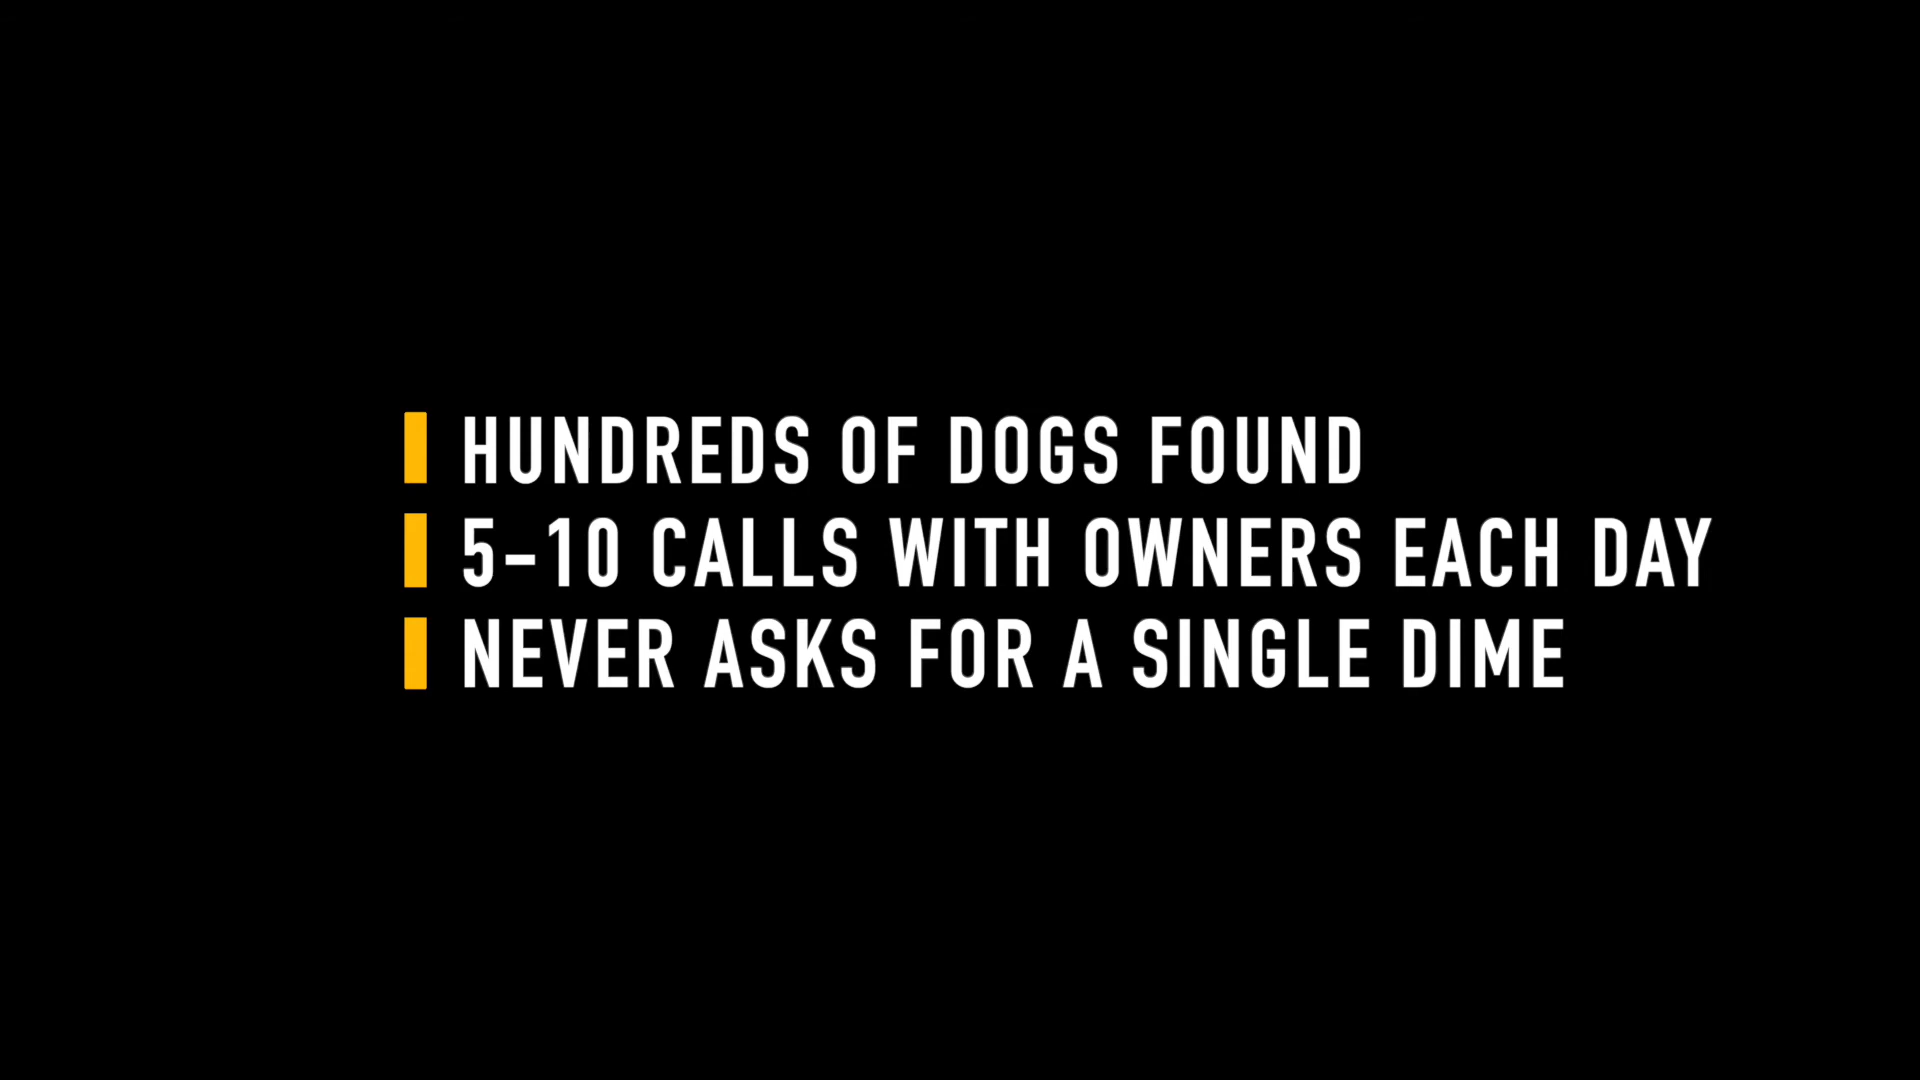 HUNDREDS OF DOGS FOUND
5-10 CALLS WITH OWNERS EACH DAY
NEVER ASKS FOR A SINGLE DIME